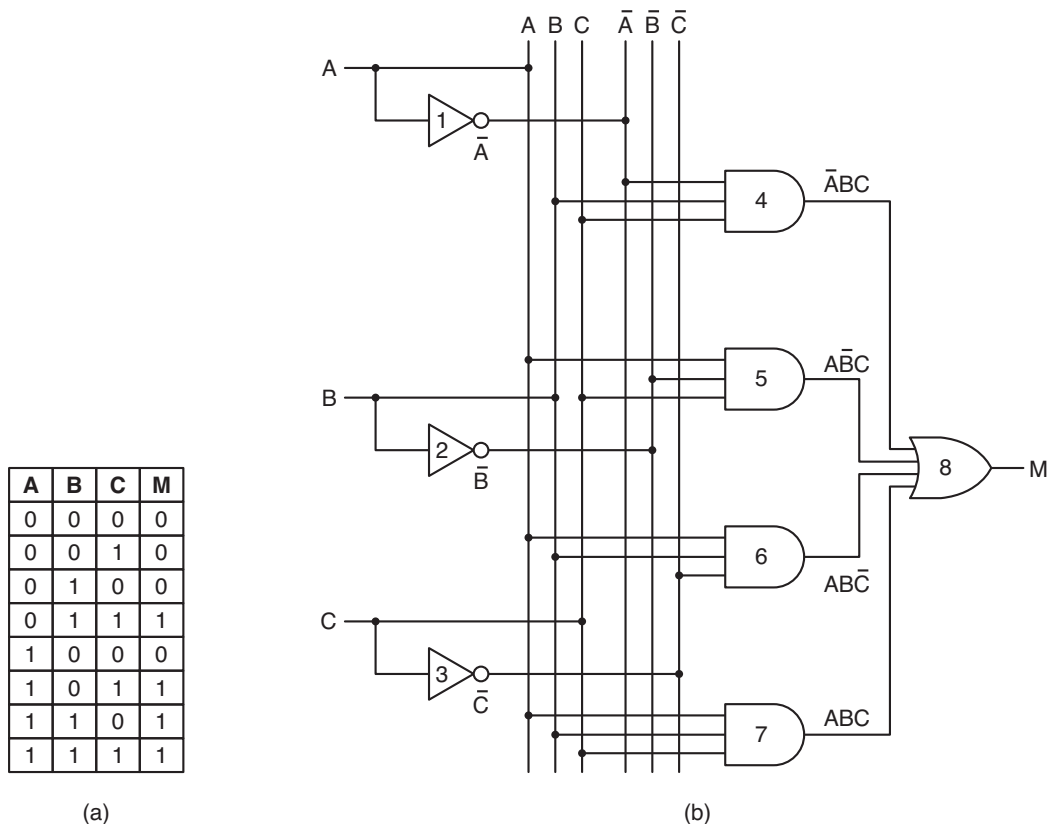 A B C A̅ B̅ C̅
A
1
A̅
4
A̅BC
5
AB̅C
B
2
B̅
8
M
6
ABC̅
C
3
C̅
7
ABC
A B C M
0 0 0 0
0 0 1 0
0 1 0 0
0 1 1 1
1 0 0 0
1 0 1 1
1 1 0 1
1 1 1 1
(a)
(b)